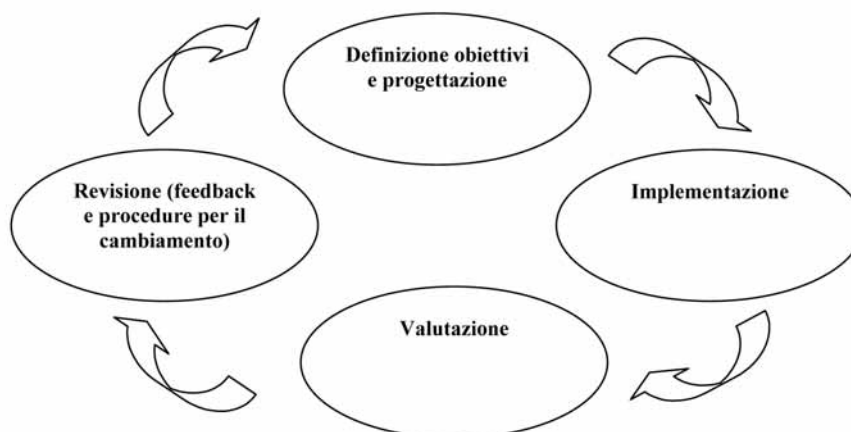 Definizione obiettivi
e progettazione
Revisione (feedback
e procedure per il
cambiamento)
Implementazione
Valutazione